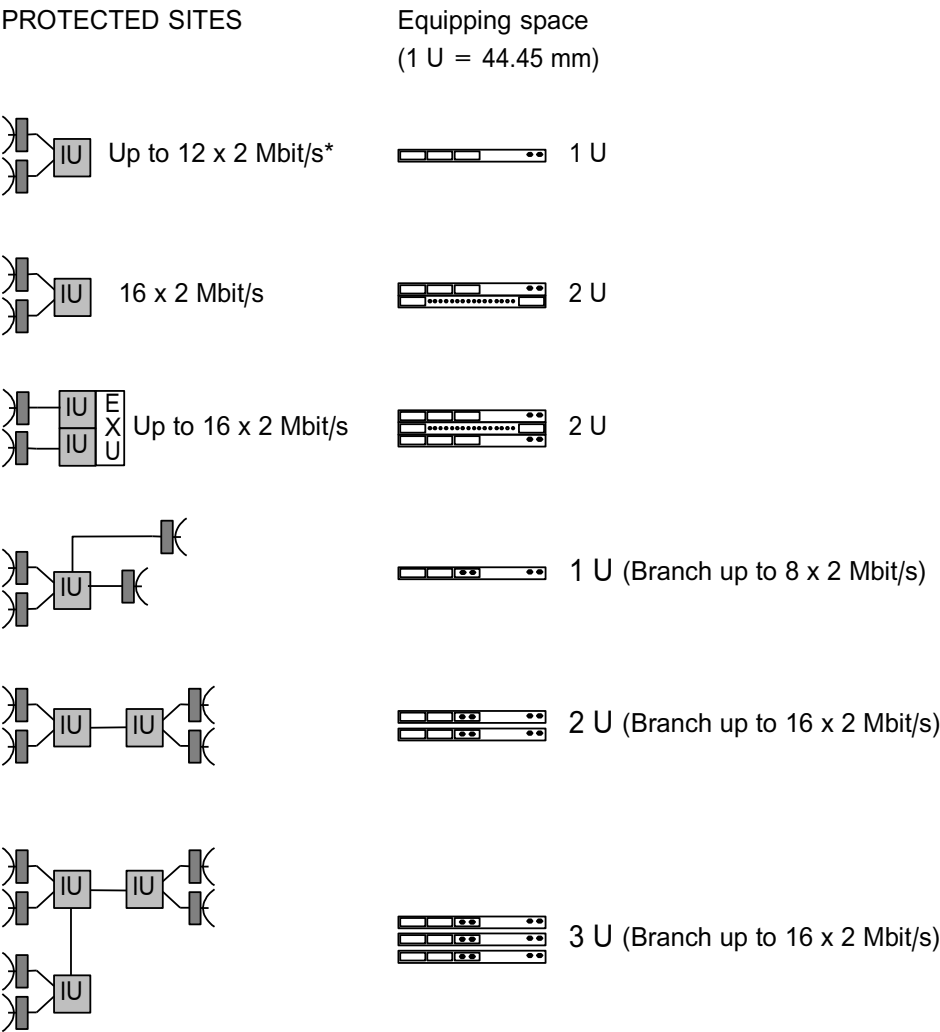 PROTECTED SITES
Equipping space
(1 U = 44.45 mm)
IU
Up to 12 x 2 Mbit/s*
1 U
IU
16 x 2 Mbit/s
2 U
IU
IU
E
X
U
Up to 16 x 2 Mbit/s
2 U
IU
1 U (Branch up to 8 x 2 Mbit/s)
IU
IU
2 U (Branch up to 16 x 2 Mbit/s)
IU
IU
3 U (Branch up to 16 x 2 Mbit/s)
IU